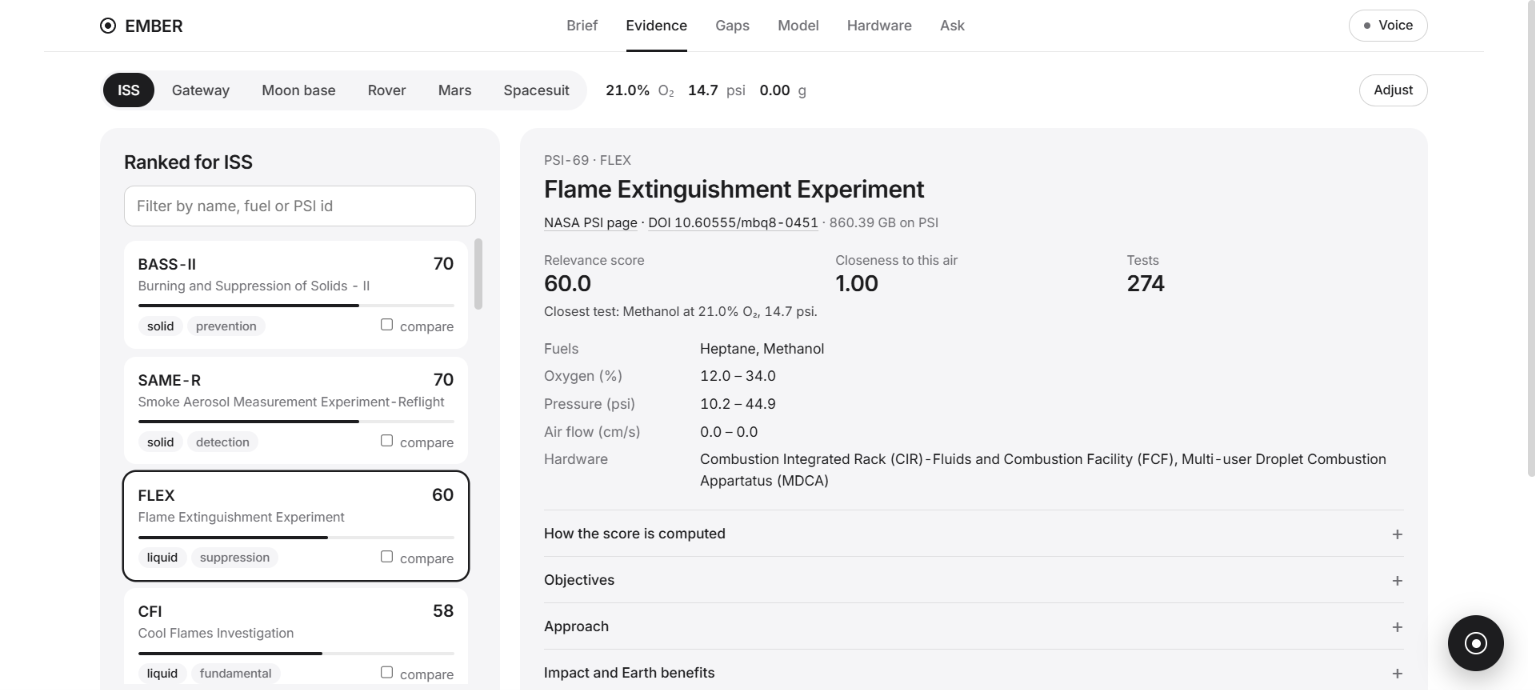 EMBER
Brief Evidence Gaps Model Hardware Ask
Voice
ISS Gateway Moon base Rover Mars Spacesuit 21.0% O₂ 14.7 psi 0.00 g
Adjust
Ranked for ISS
Filter by name, fuel or PSI id
BASS-II 70
Burning and Suppression of Solids - II
solid prevention compare
SAME-R 70
Smoke Aerosol Measurement Experiment-Reflight
solid detection compare
FLEX 60
Flame Extinguishment Experiment
liquid suppression compare
CFI 58
Cool Flames Investigation
liquid fundamental compare
PSI-69 · FLEX
Flame Extinguishment Experiment
NASA PSI page · DOI 10.60555/mbq8-0451 · 860.39 GB on PSI
Relevance score Closeness to this air Tests
60.0 1.00 274
Closest test: Methanol at 21.0% O₂, 14.7 psi.
Fuels Heptane, Methanol
Oxygen (%) 12.0 – 34.0
Pressure (psi) 10.2 – 44.9
Air flow (cm/s) 0.0 – 0.0
Hardware Combustion Integrated Rack (CIR)-Fluids and Combustion Facility (FCF), Multi-user Droplet Combustion
Appartatus (MDCA)
How the score is computed +
Objectives +
Approach +
Impact and Earth benefits +